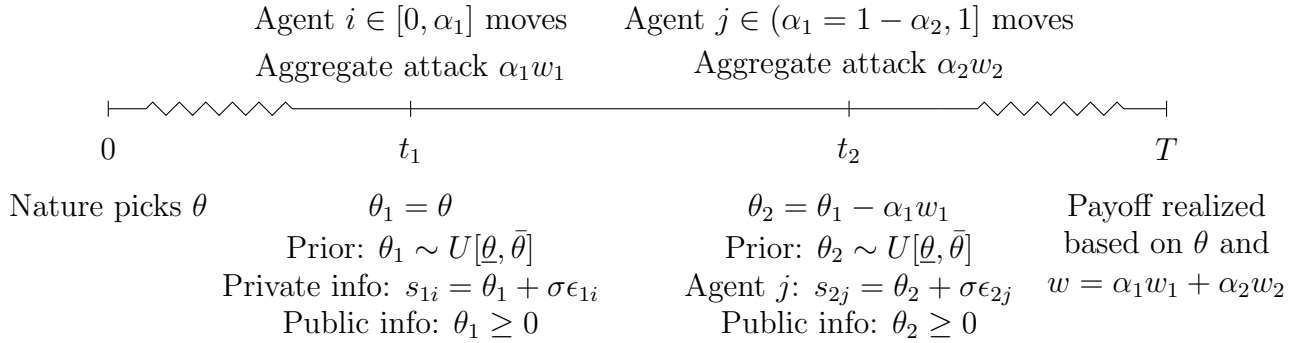 Agent i ∈ [0, α₁] moves
Agent j ∈ (α₁ = 1 − α₂, 1] moves
Aggregate attack α₁w₁
Aggregate attack α₂w₂
0
t₁
t₂
T
Nature picks θ
θ₁ = θ
θ₂ = θ₁ − α₁w₁
Payoff realized
Prior: θ₁ ∼ U[θ̲, θ̄]
Prior: θ₂ ∼ U[θ̲, θ̄]
based on θ and
Private info: s₁ᵢ = θ₁ + σϵ₁ᵢ
Agent j: s₂ⱼ = θ₂ + σϵ₂ⱼ
w = α₁w₁ + α₂w₂
Public info: θ₁ ≥ 0
Public info: θ₂ ≥ 0